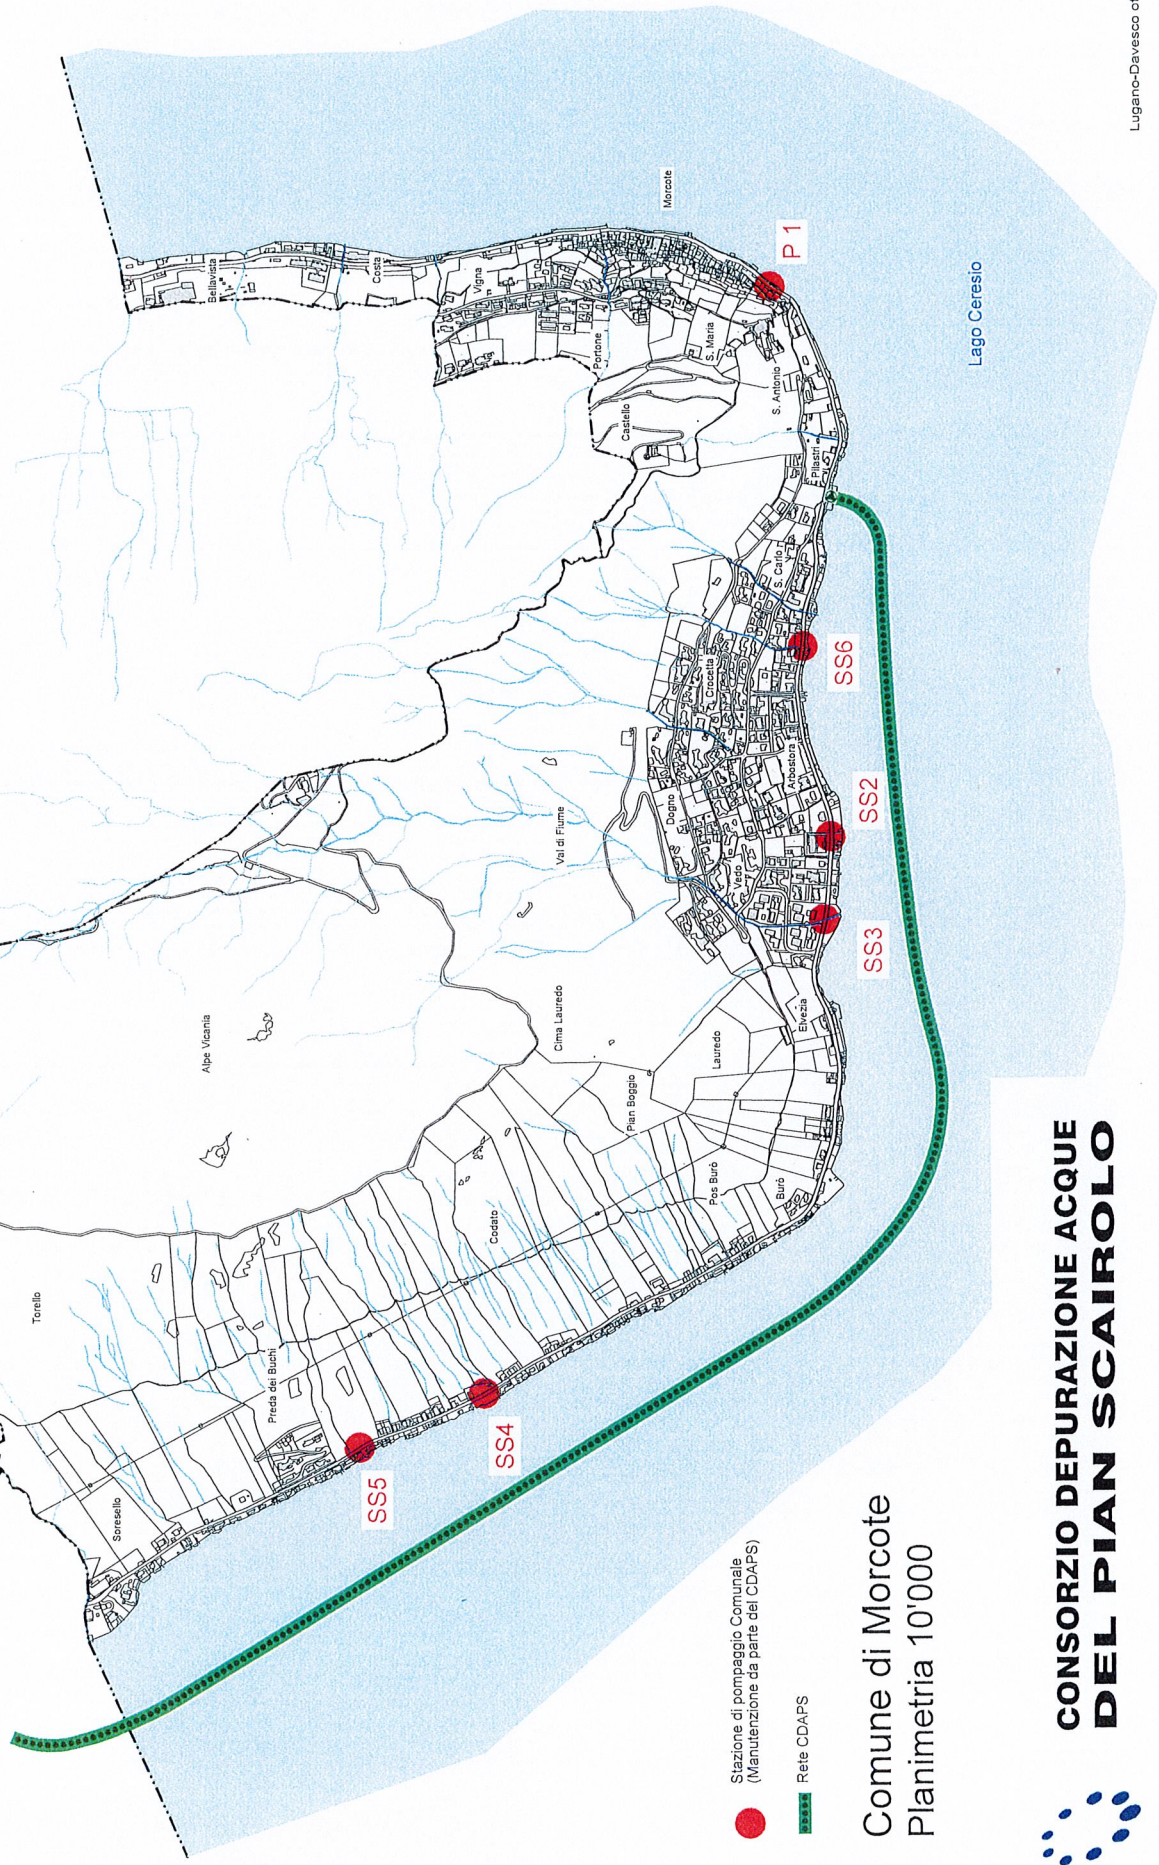 Lugano-Davesco of
Morcote
Bellavista
Costa
Vigna
Portone
S. Maria
P 1
Castello
S. Antonio
Pilastri
Lago Ceresio
S. Carlo
Crocetta
SS6
Arbostora
Dogno
Val di Fiume
Vedo
SS2
SS3
Alpe Vicania
Cima Lauredo
Elvezia
Lauredo
Pian Boggio
Pos Burò
Burò
Codato
Torello
Preda dei Buchi
SS4
SS5
Soresello
Stazione di pompaggio Comunale
(Manutenzione da parte del CDAPS)
Rete CDAPS
Comune di Morcote
Planimetria 10'000
CONSORZIO DEPURAZIONE ACQUE
DEL PIAN SCAIROLO